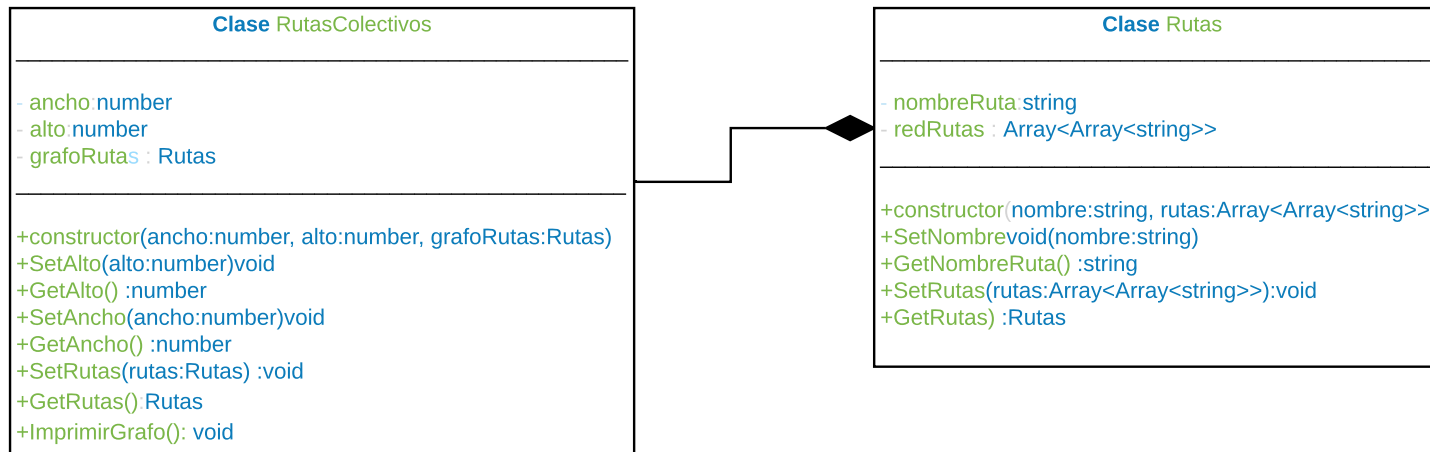 Clase RutasColectivos
- ancho:number
- alto:number
- grafoRutas : Rutas
+constructor(ancho:number, alto:number, grafoRutas:Rutas)
+SetAlto(alto:number)void
+GetAlto() :number
+SetAncho(ancho:number)void
+GetAncho() :number
+SetRutas(rutas:Rutas) :void
+GetRutas():Rutas
+ImprimirGrafo(): void
Clase Rutas
- nombreRuta:string
- redRutas : Array<Array<string>>
+constructor(nombre:string, rutas:Array<Array<string>>
+SetNombrevoid(nombre:string)
+GetNombreRuta() :string
+SetRutas(rutas:Array<Array<string>>):void
+GetRutas) :Rutas